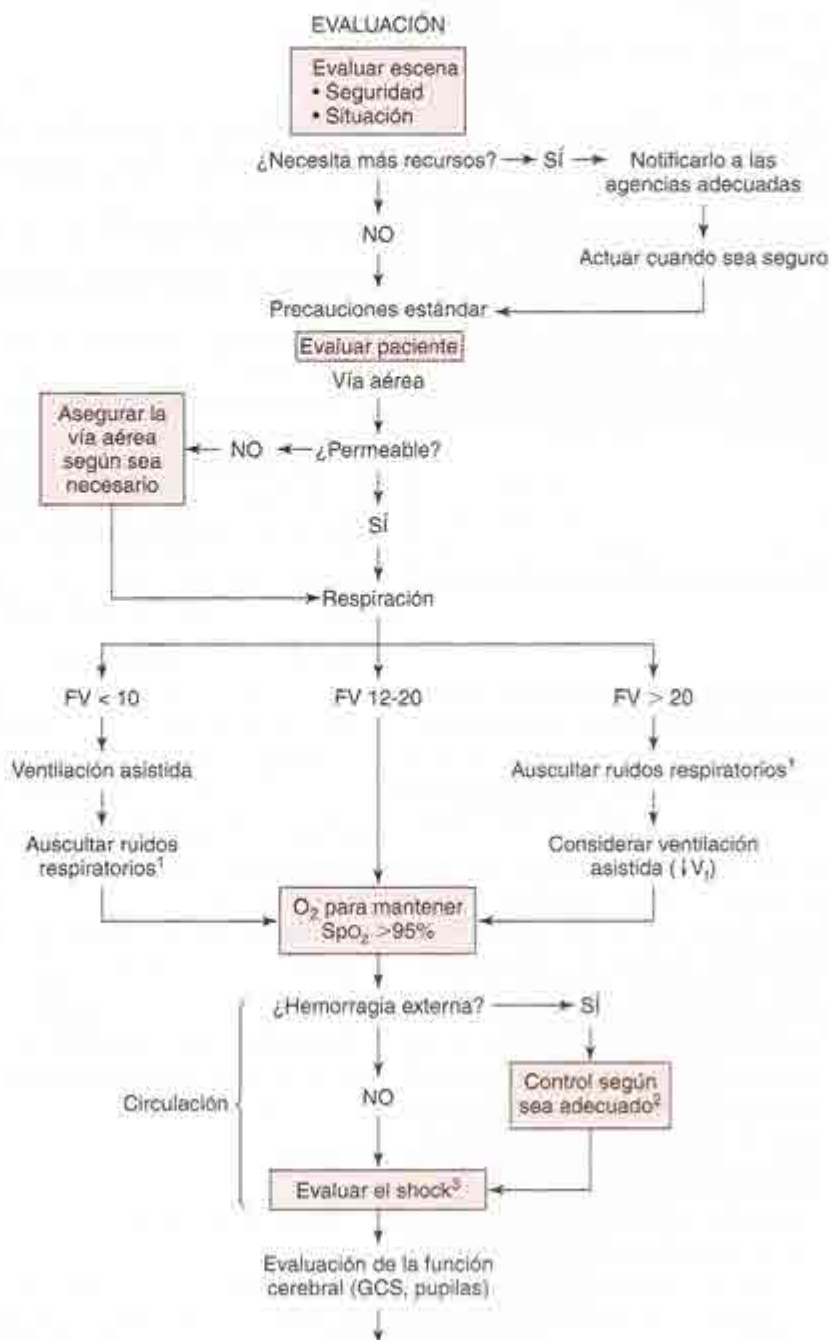 EVALUACIÓN
Evaluar escena
• Seguridad
• Situación
¿Necesita más recursos? → SÍ → Notificarlo a las
agencias adecuadas
NO
Actuar cuando sea seguro
Precauciones estándar
Evaluar paciente
Vía aérea
Asegurar la
vía aérea
según sea
necesario
NO ← ¿Permeable?
SÍ
Respiración
FV < 10 FV 12-20 FV > 20
Ventilación asistida
Auscultar ruidos respiratorios¹
Auscultar ruidos
respiratorios¹
Considerar ventilación
asistida (↓Vₜ)
O₂ para mantener
SpO₂ >95%
¿Hemorragia externa? → SÍ
Circulación
NO
Control según
sea adecuado²
Evaluar el shock³
Evaluación de la función
cerebral (GCS, pupilas)